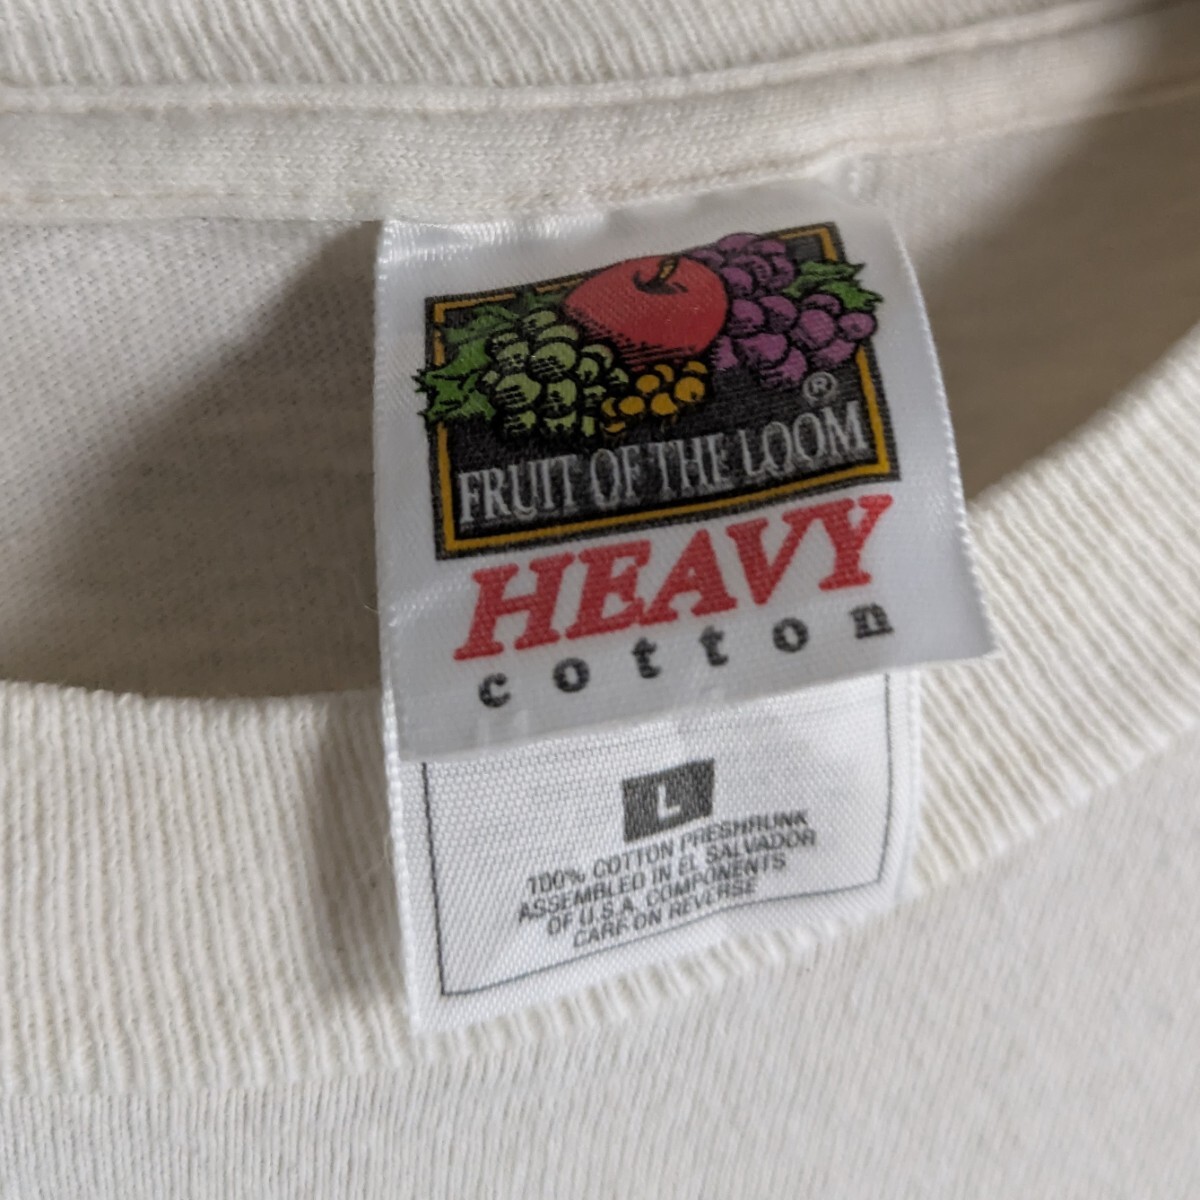 ®
FRUIT OF THE LOOM
HEAVY
cotton
L
100% COTTON PRESHRUNK
ASSEMBLED IN EL SALVADOR
OF U.S.A. COMPONENTS
CARE ON REVERSE